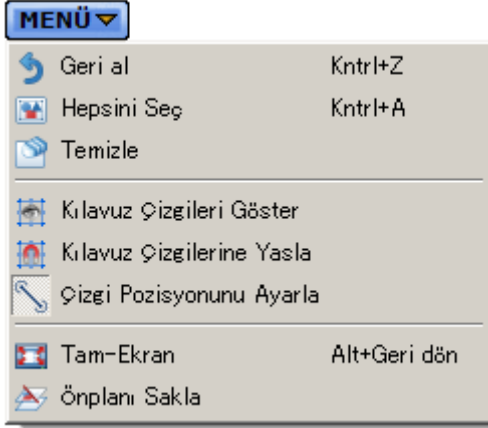 MENÜ
Geri al Kntrl+Z
Hepsini Seç Kntrl+A
Temizle
Kılavuz Çizgileri Göster
Kılavuz Çizgilerine Yasla
Çizgi Pozisyonunu Ayarla
Tam-Ekran Alt+Geri dön
Önplanı Sakla